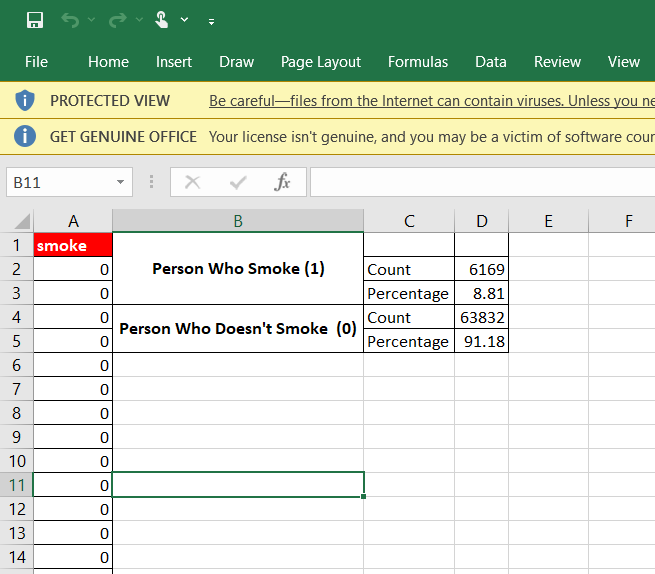 File Home Insert Draw Page Layout Formulas Data Review View
PROTECTED VIEW Be careful—files from the Internet can contain viruses. Unless you ne
GET GENUINE OFFICE Your license isn't genuine, and you may be a victim of software cour
B11 fx
A B C D E F
1 smoke
Person Who Smoke (1)
2 0 Count 6169
3 0 Percentage 8.81
4 0 Count 63832
Person Who Doesn't Smoke (0)
5 0 Percentage 91.18
6 0
7 0
8 0
9 0
10 0
11 0
12 0
13 0
14 0